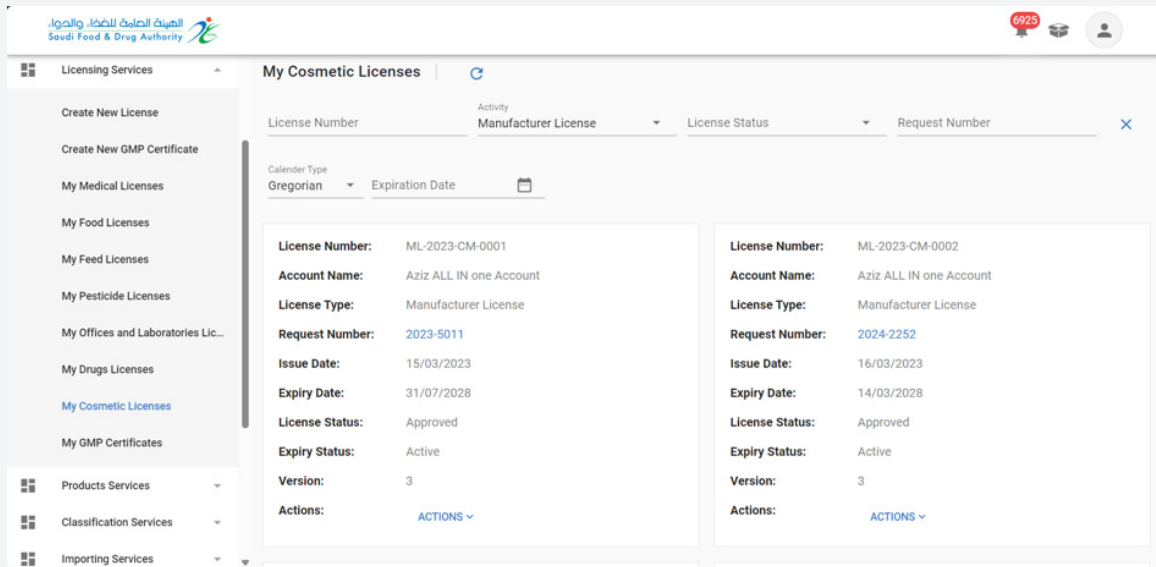 الهيئة العامة للغذاء والدواء
Saudi Food & Drug Authority
6925
Licensing Services
Create New License
Create New GMP Certificate
My Medical Licenses
My Food Licenses
My Feed Licenses
My Pesticide Licenses
My Offices and Laboratories Lic...
My Drugs Licenses
My Cosmetic Licenses
My GMP Certificates
Products Services
Classification Services
Importing Services
My Cosmetic Licenses
Activity
License Number Manufacturer License License Status Request Number
Calender Type
Gregorian Expiration Date
License Number: ML-2023-CM-0001
Account Name: Aziz ALL IN one Account
License Type: Manufacturer License
Request Number: 2023-5011
Issue Date: 15/03/2023
Expiry Date: 31/07/2028
License Status: Approved
Expiry Status: Active
Version: 3
Actions: ACTIONS
License Number: ML-2023-CM-0002
Account Name: Aziz ALL IN one Account
License Type: Manufacturer License
Request Number: 2024-2252
Issue Date: 16/03/2023
Expiry Date: 14/03/2028
License Status: Approved
Expiry Status: Active
Version: 3
Actions: ACTIONS